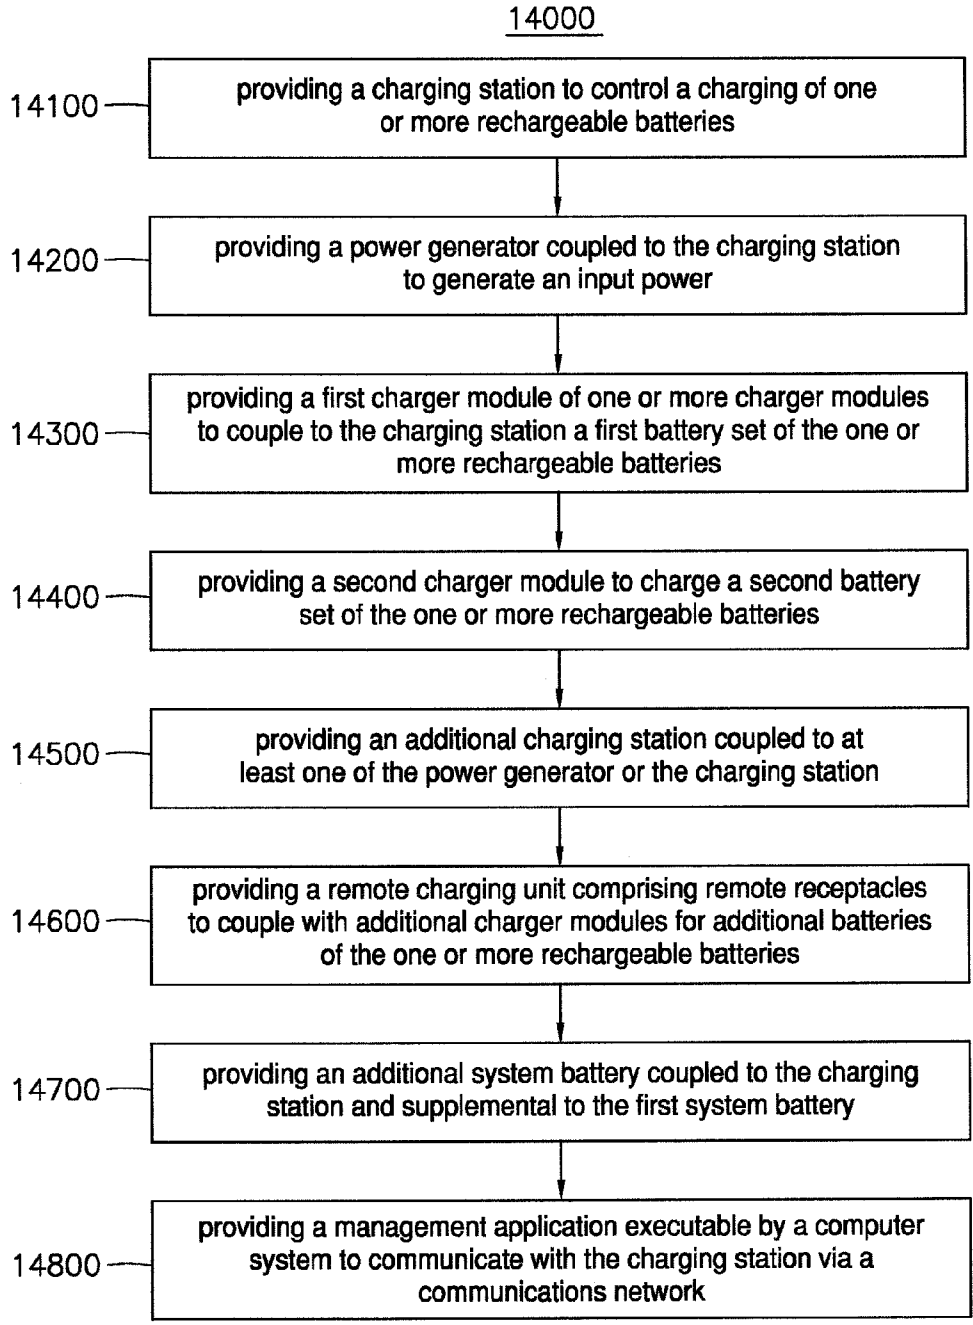 14000
14100
providing a charging station to control a charging of one
or more rechargeable batteries
14200
providing a power generator coupled to the charging station
to generate an input power
14300
providing a first charger module of one or more charger modules
to couple to the charging station a first battery set of the one or
more rechargeable batteries
14400
providing a second charger module to charge a second battery
set of the one or more rechargeable batteries
14500
providing an additional charging station coupled to at
least one of the power generator or the charging station
14600
providing a remote charging unit comprising remote receptacles
to couple with additional charger modules for additional batteries
of the one or more rechargeable batteries
14700
providing an additional system battery coupled to the charging
station and supplemental to the first system battery
14800
providing a management application executable by a computer
system to communicate with the charging station via a
communications network